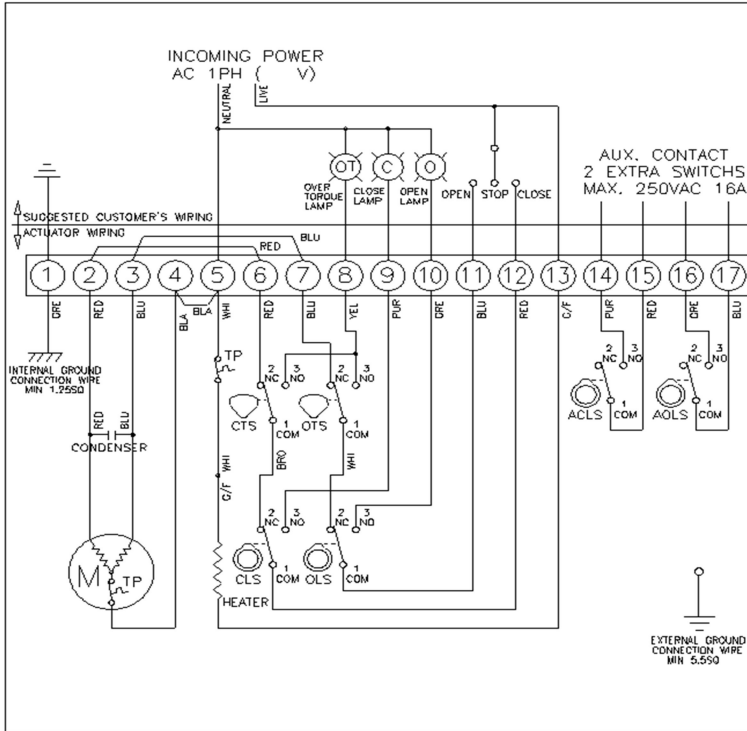 INCOMING POWER
AC 1PH (     V)
NEUTRAL
LIVE
OT
C
O
OVER
TORQUE
LAMP
CLOSE
LAMP
OPEN
LAMP
OPEN
STOP
CLOSE
AUX. CONTACT
2 EXTRA SWITCHS
MAX. 250VAC 16A
SUGGESTED CUSTOMER'S WIRING
ACTUATOR WIRING
RED
BLU
1 2 3 4 5 6 7 8 9 10 11 12 13 14 15 16 17
GRE
RED
BLU
BLA
BLA
WHI
RED
BLU
YEL
PUR
GRE
BLU
RED
G/F
PUR
RED
GRE
BLU
INTERNAL GROUND
CONNECTION WIRE
MIN 1.25SQ
TP
2 NC
3 NO
1 COM
CTS
2 NC
3 NO
1 COM
OTS
2 NC
3 NO
1 COM
ACLS
2 NC
3 NO
1 COM
AOLS
RED
BLU
CONDENSER
WHI
G/F
BRO
WHI
2 NC
3 NO
1 COM
CLS
2 NC
3 NO
1 COM
OLS
M
TP
HEATER
EXTERNAL GROUND
CONNECTION WIRE
MIN 5.5SQ